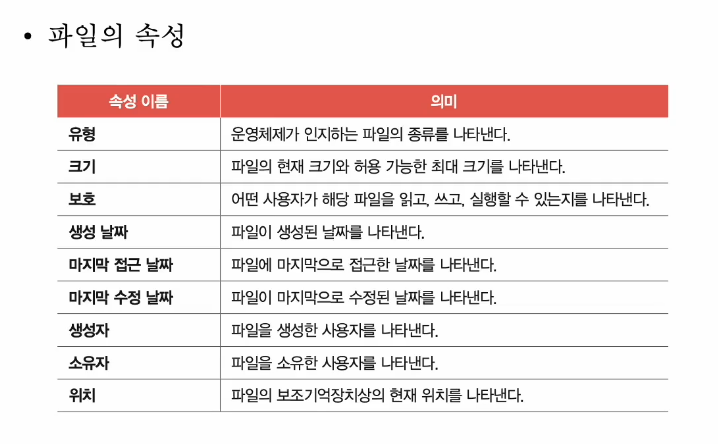 • 파일의 속성
속성 이름 의미
유형 운영체제가 인지하는 파일의 종류를 나타낸다.
크기 파일의 현재 크기와 허용 가능한 최대 크기를 나타낸다.
보호 어떤 사용자가 해당 파일을 읽고, 쓰고, 실행할 수 있는지를 나타낸다.
생성 날짜 파일이 생성된 날짜를 나타낸다.
마지막 접근 날짜 파일에 마지막으로 접근한 날짜를 나타낸다.
마지막 수정 날짜 파일이 마지막으로 수정된 날짜를 나타낸다.
생성자 파일을 생성한 사용자를 나타낸다.
소유자 파일을 소유한 사용자를 나타낸다.
위치 파일의 보조기억장치상의 현재 위치를 나타낸다.